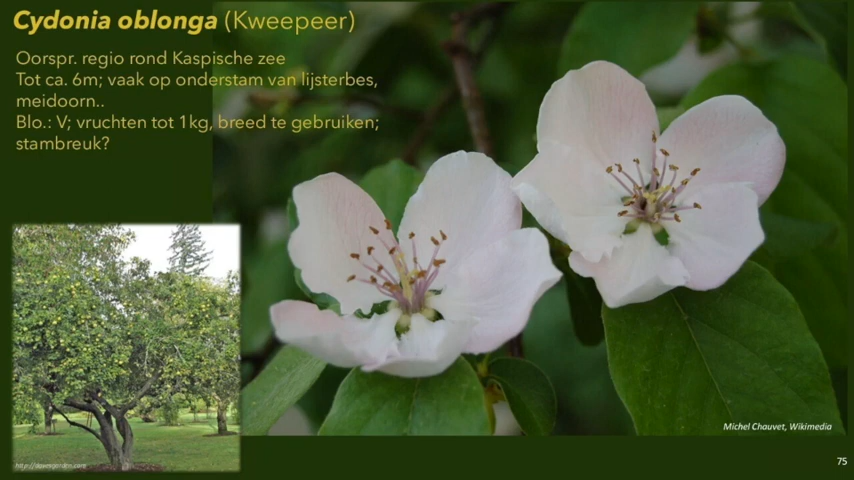 Cydonia oblonga (Kweepeer)
Oorspr. regio rond Kaspische zee
Tot ca. 6m; vaak op onderstam van lijsterbes,
meidoorn..
Blo.: V; vruchten tot 1kg, breed te gebruiken;
stambreuk?
Michel Chauvet, Wikimedia
75